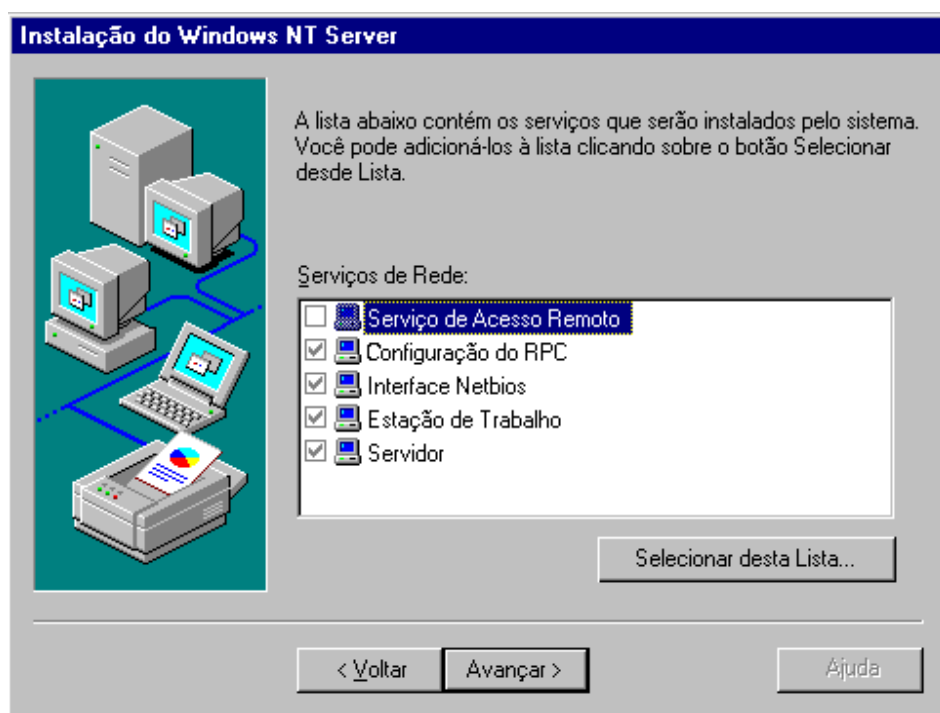 Instalação do Windows NT Server
A lista abaixo contém os serviços que serão instalados pelo sistema.
Você pode adicioná-los à lista clicando sobre o botão Selecionar
desde Lista.
Serviços de Rede:
Serviço de Acesso Remoto
Configuração do RPC
Interface Netbios
Estação de Trabalho
Servidor
Selecionar desta Lista...
< Voltar
Avançar >
Ajuda